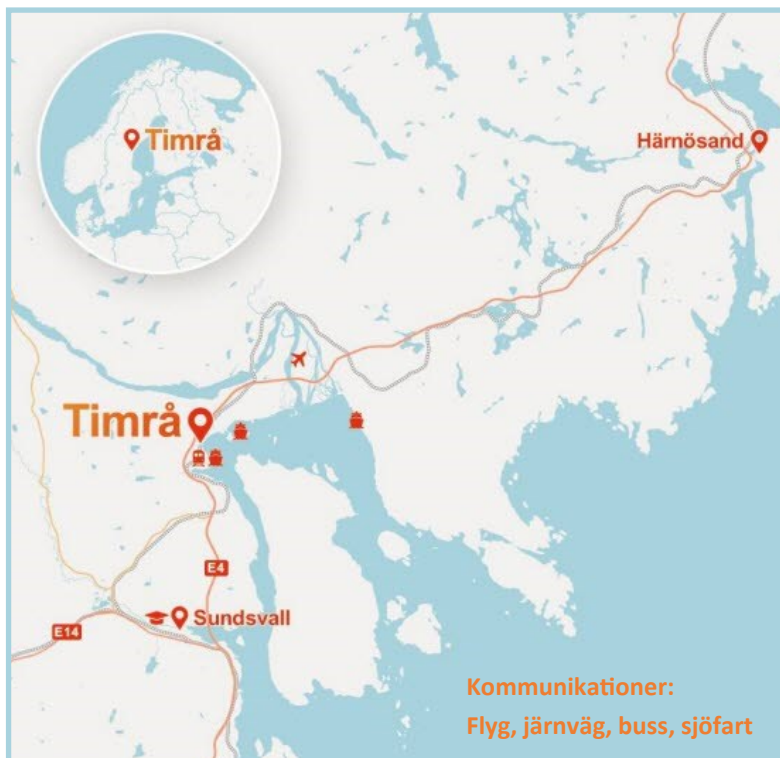 Timrå
Härnösand
Timrå
E4
Sundsvall
E14
Kommunikationer:
Flyg, järnväg, buss, sjöfart